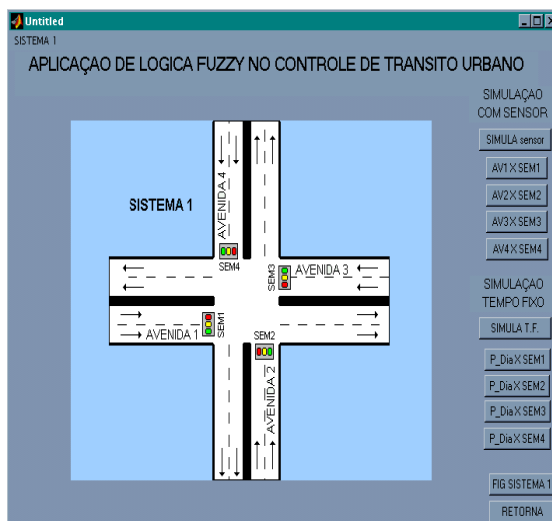 Untitled
SISTEMA 1
APLICAÇAO DE LOGICA FUZZY NO CONTROLE DE TRANSITO URBANO
SIMULAÇAO
COM SENSOR
SIMULA sensor
AV1 X SEM1
AV2 X SEM2
AV3 X SEM3
AV4 X SEM4
SIMULAÇAO
TEMPO FIXO
SIMULA T.F.
P_Dia X SEM1
P_Dia X SEM2
P_Dia X SEM3
P_Dia X SEM4
FIG SISTEMA 1
RETORNA
SISTEMA 1
AVENIDA 4
SEM4
SEM3
AVENIDA 3
AVENIDA 1
SEM1
SEM2
AVENIDA 2